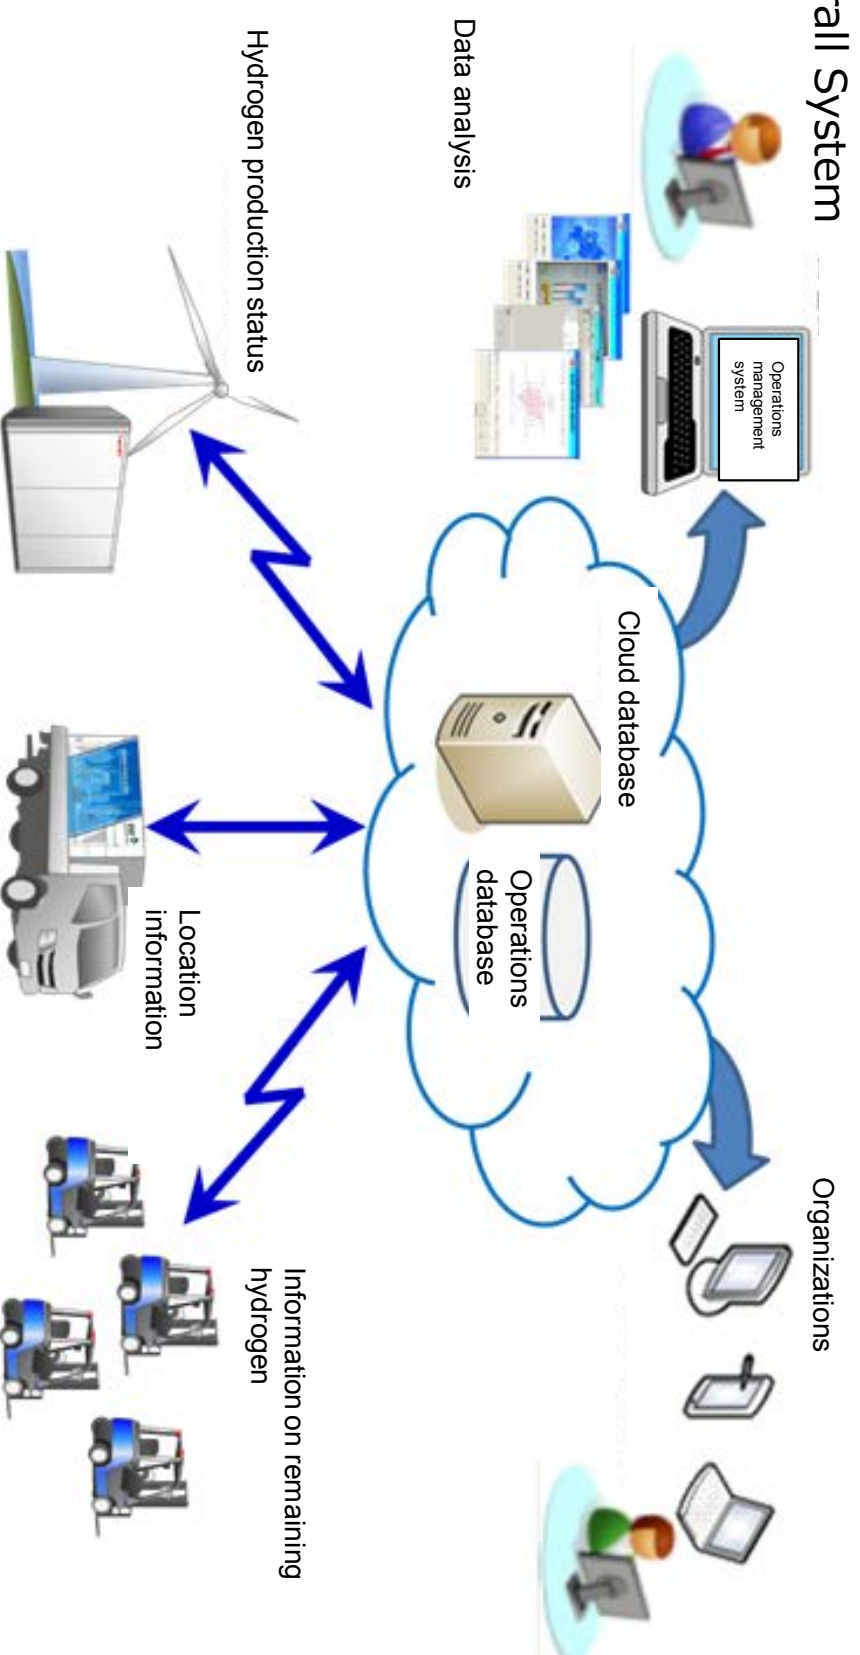 rall System
Operations
management
system
Organizations
Data analysis
Cloud database
Operations
database
Hydrogen production status
Location
information
Information on remaining
hydrogen